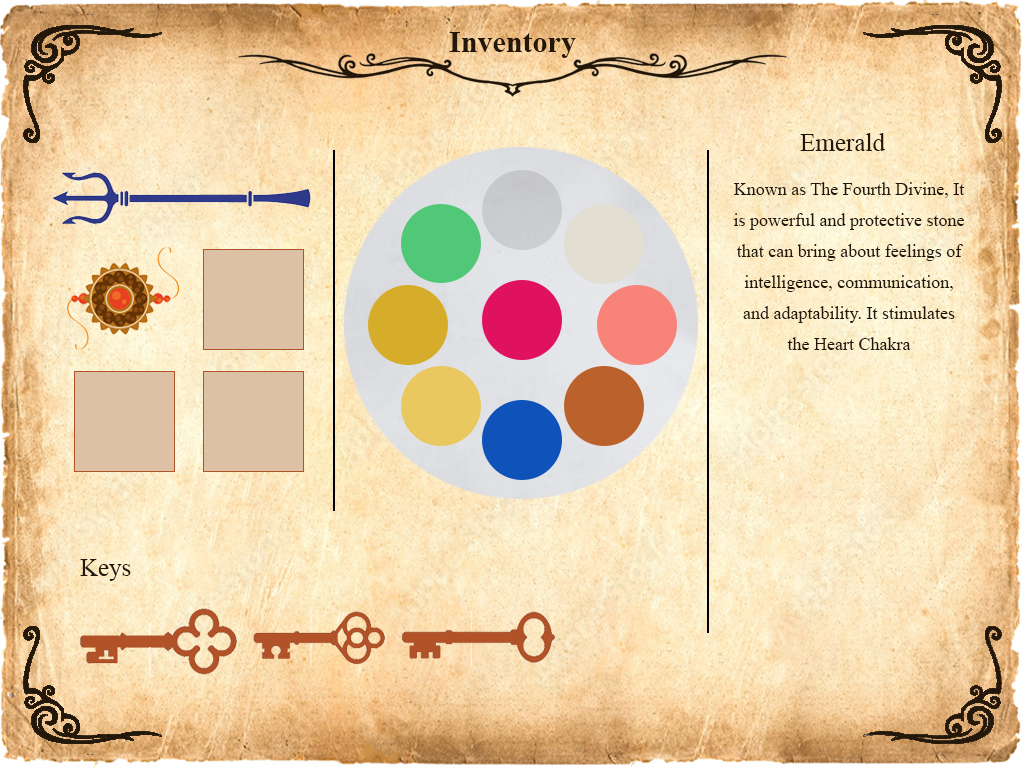 Inventory
Emerald
Known as The Fourth Divine, It
is powerful and protective stone
that can bring about feelings of
intelligence, communication,
and adaptability. It stimulates
the Heart Chakra
Keys